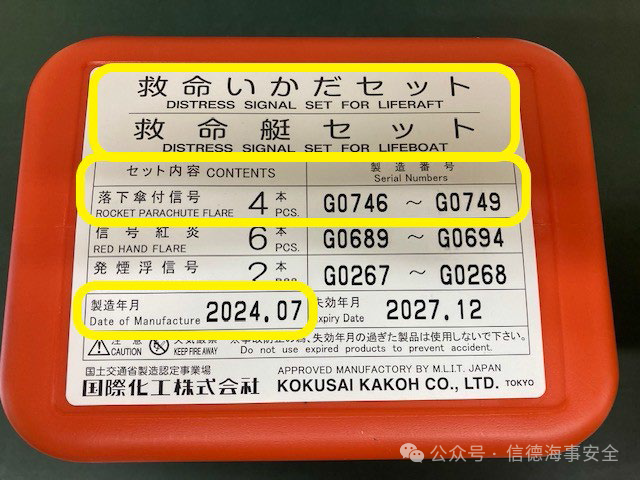 救命いかだセット
DISTRESS SIGNAL SET FOR LIFERAFT
救命艇セット
DISTRESS SIGNAL SET FOR LIFEBOAT
セット内容 CONTENTS 製造番号 Serial Numbers
落下傘付信号 ROCKET PARACHUTE FLARE 4 本 PCS. G0746 ～ G0749
信号紅炎 RED HAND FLARE 6 本 PCS. G0689 ～ G0694
発煙浮信号 2 本 G0267 ～ G0268
製造年月 Date of Manufacture 2024.07 失効年月 Expiry Date 2027.12
注意 CAUTION 火気厳禁 KEEP FIRE AWAY 失効年月の過ぎた製品は使用しないで下さい。
Do not use expired products to prevent accident.
国土交通省製造認定事業場 APPROVED MANUFACTORY BY M.L.I.T. JAPAN
国際化工株式会社 KOKUSAI KAKOH CO., LTD. TOKYO
公众号・信德海事安全